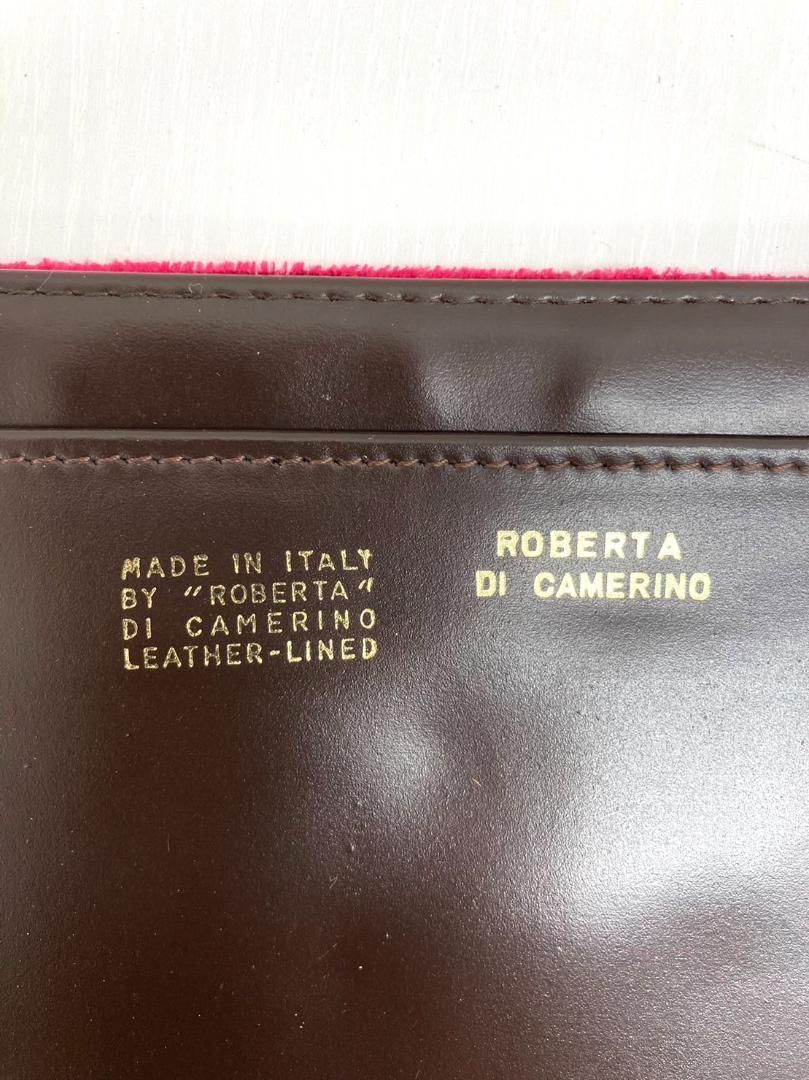 MADE IN ITALY
BY "ROBERTA"
DI CAMERINO
LEATHER-LINED
ROBERTA
DI CAMERINO